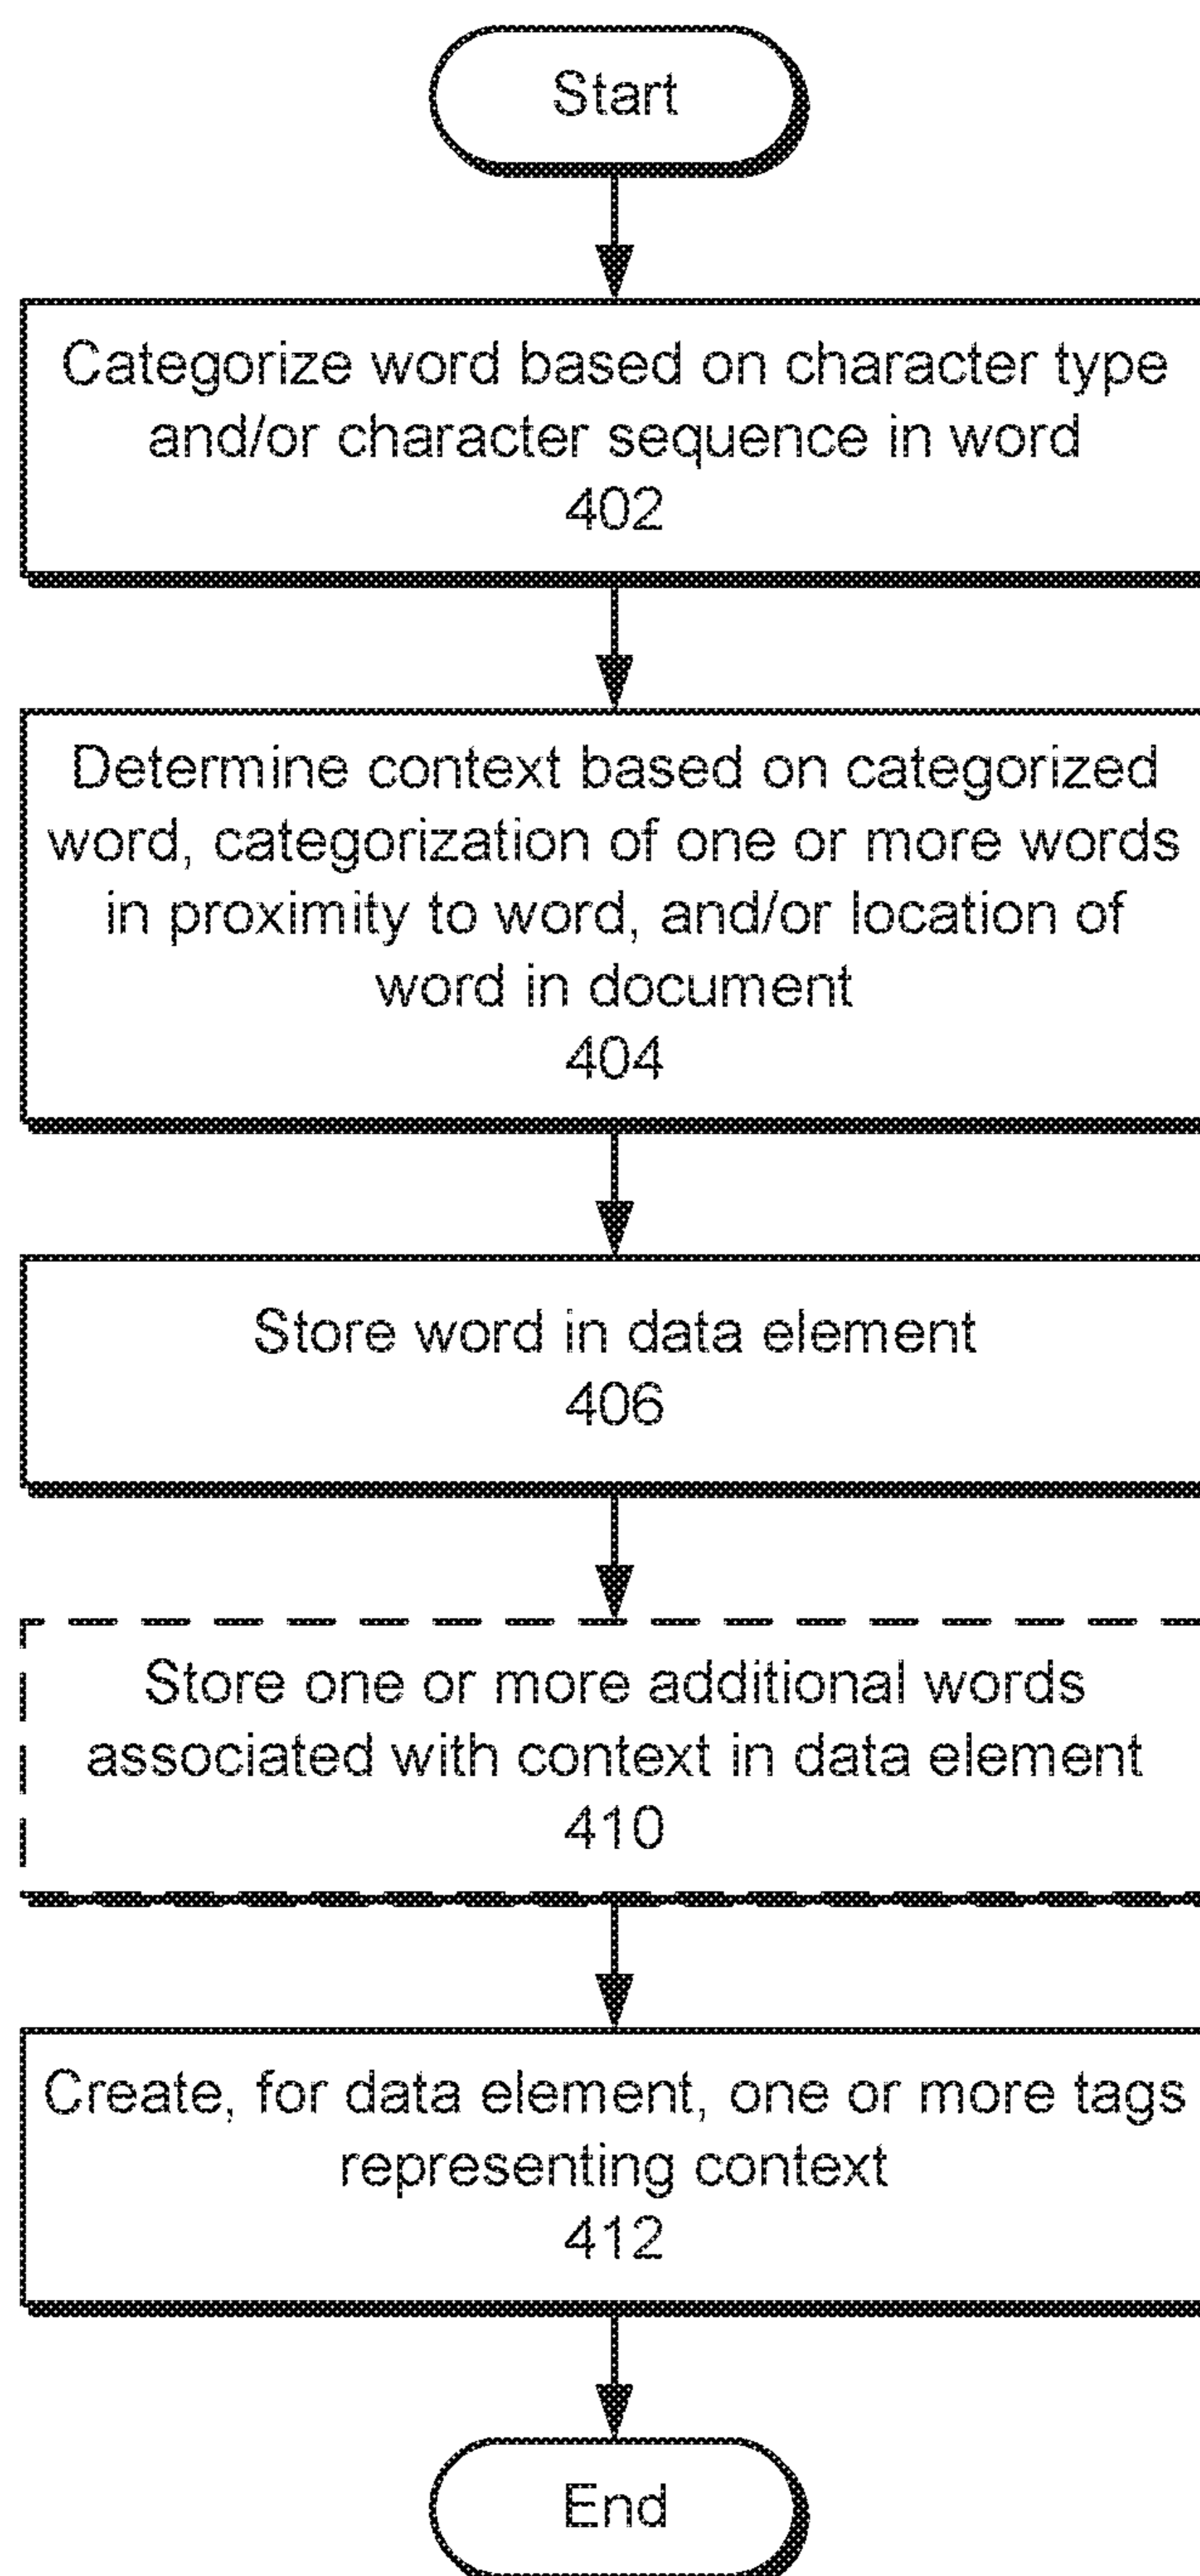 Start
Categorize word based on character type
and/or character sequence in word
402
Determine context based on categorized
word, categorization of one or more words
in proximity to word, and/or location of
word in document
404
Store word in data element
406
Store one or more additional words
associated with context in data element
410
Create, for data element, one or more tags
representing context
412
End